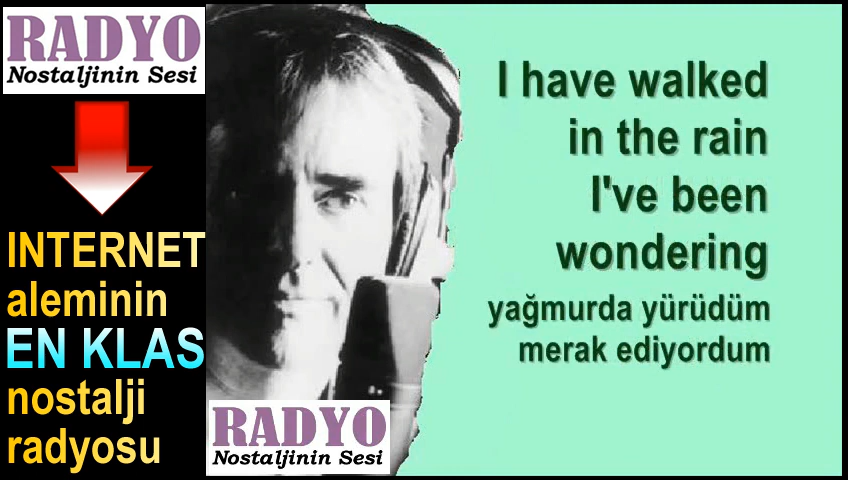 RADYO
Nostaljinin Sesi
INTERNET
aleminin
EN KLAS
nostalji
radyosu
I have walked
in the rain
I've been
wondering
yağmurda yürüdüm
merak ediyordum
RADYO
Nostaljinin Sesi